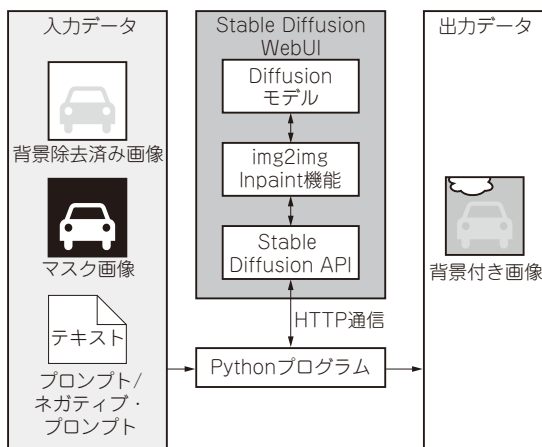 入力データ
背景除去済み画像
マスク画像
テキスト
プロンプト/
ネガティブ・
プロンプト
Stable Diffusion
WebUI
Diffusion
モデル
img2img
Inpaint機能
Stable
Diffusion API
HTTP通信
Pythonプログラム
出力データ
背景付き画像